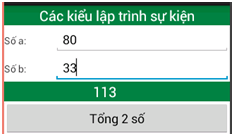 Các kiểu lập trình sự kiện
Số a: 80
Số b: 33
113
Tổng 2 số